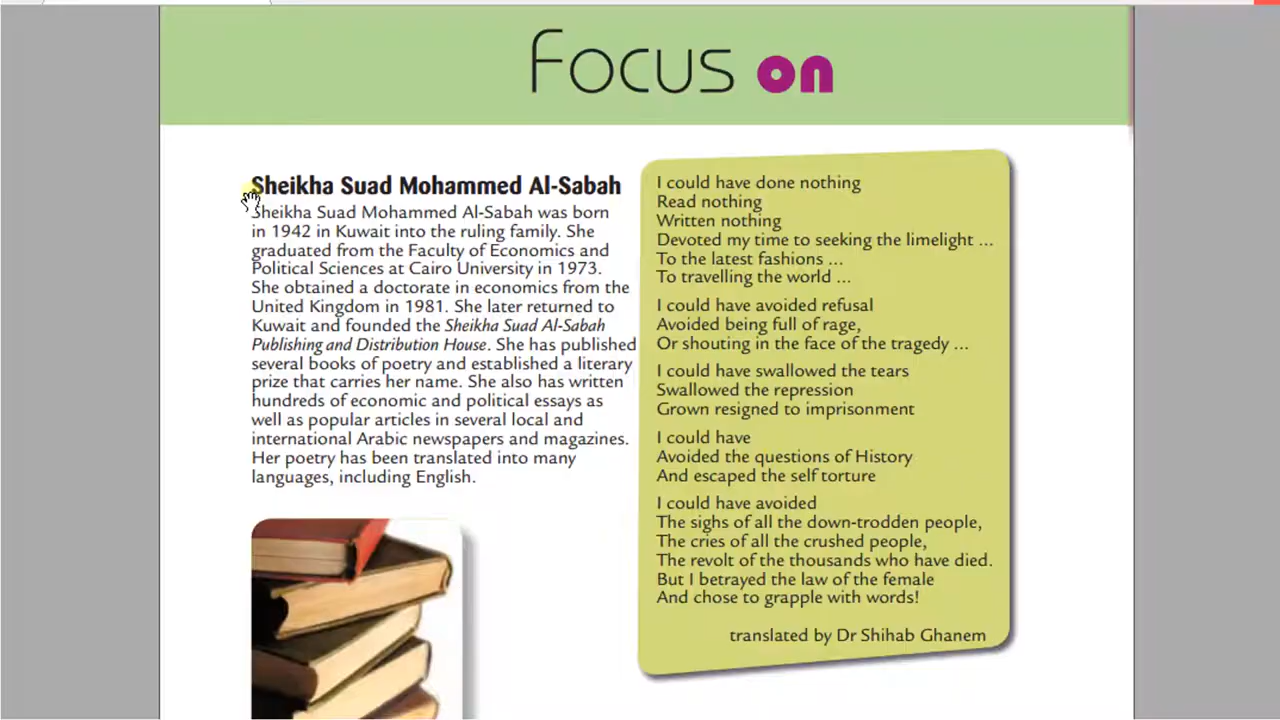 Focus on
Sheikha Suad Mohammed Al-Sabah
Sheikha Suad Mohammed Al-Sabah was born
in 1942 in Kuwait into the ruling family. She
graduated from the Faculty of Economics and
Political Sciences at Cairo University in 1973.
She obtained a doctorate in economics from the
United Kingdom in 1981. She later returned to
Kuwait and founded the Sheikha Suad Al-Sabah
Publishing and Distribution House. She has published
several books of poetry and established a literary
prize that carries her name. She also has written
hundreds of economic and political essays as
well as popular articles in several local and
international Arabic newspapers and magazines.
Her poetry has been translated into many
languages, including English.
I could have done nothing
Read nothing
Written nothing
Devoted my time to seeking the limelight ...
To the latest fashions ...
To travelling the world ...
I could have avoided refusal
Avoided being full of rage,
Or shouting in the face of the tragedy ...
I could have swallowed the tears
Swallowed the repression
Grown resigned to imprisonment
I could have
Avoided the questions of History
And escaped the self torture
I could have avoided
The sighs of all the down-trodden people,
The cries of all the crushed people,
The revolt of the thousands who have died.
But I betrayed the law of the female
And chose to grapple with words!
translated by Dr Shihab Ghanem